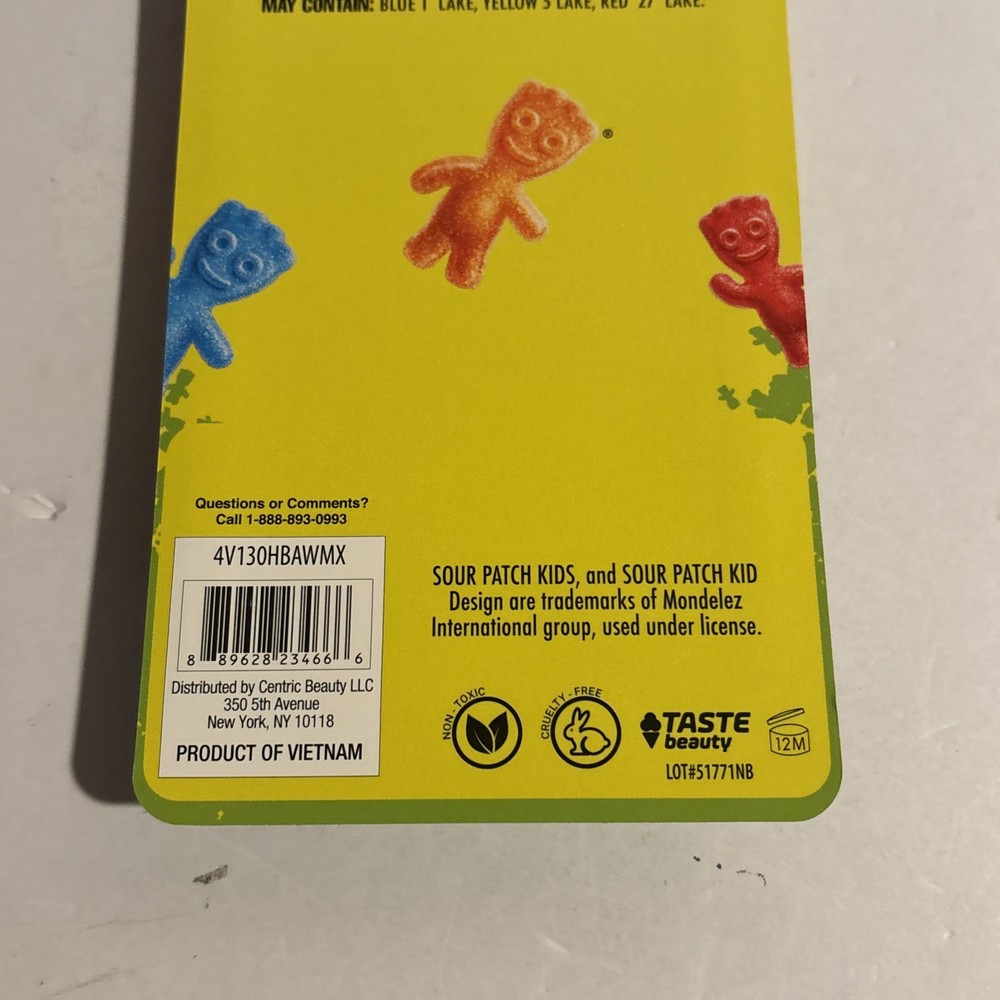 MAY CONTAIN: BLUE 1 LAKE, YELLOW 5 LAKE, RED 27 LAKE.
®
Questions or Comments?
Call 1-888-893-0993
4V130HBAWMX
8 89628 23466 6
Distributed by Centric Beauty LLC
350 5th Avenue
New York, NY 10118
PRODUCT OF VIETNAM
SOUR PATCH KIDS, and SOUR PATCH KID
Design are trademarks of Mondelez
International group, used under license.
NON-TOXIC
CRUELTY-FREE
TASTE
beauty
12M
LOT#51771NB